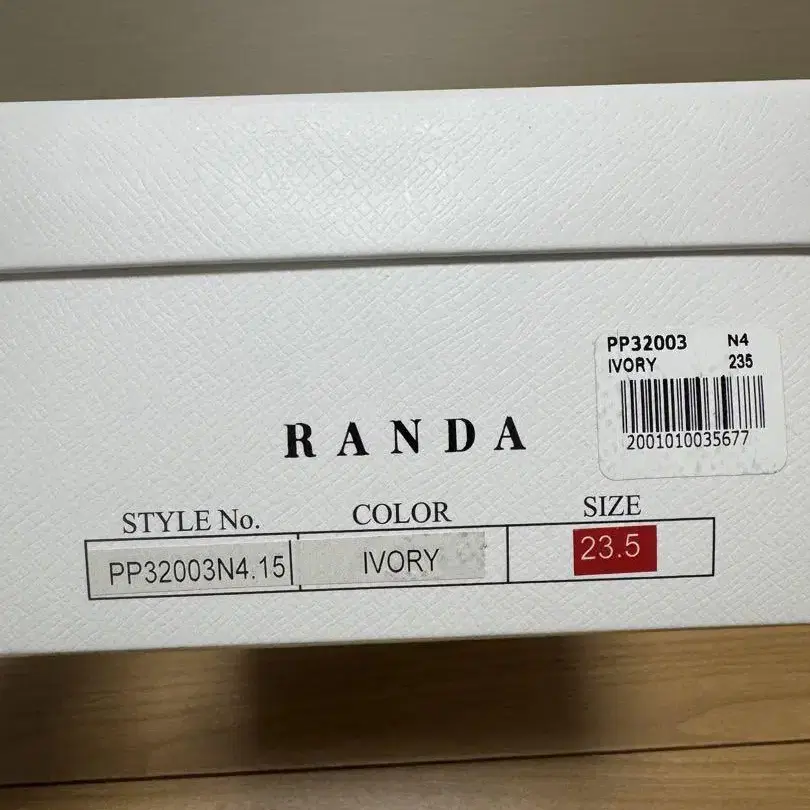 PP32003 N4
IVORY 235
2001010035677
RANDA
STYLE No. COLOR SIZE
PP32003N4.15 IVORY 23.5